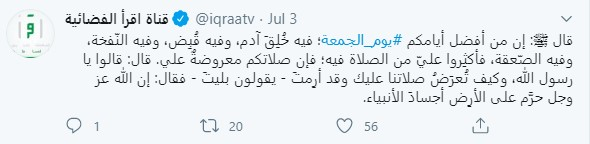 قناة اقرأ الفضائية @iqraatv · Jul 3
قال ﷺ: إن من أفضل أيامكم #يوم_الجمعة؛ فيه خُلِقَ آدم، وفيه قُبِض، وفيه النّفخة،
وفيه الصّعقة، فأكثِروا عليّ من الصلاة فيه؛ فإن صلاتكم معروضةٌ علي. قال: قالوا يا
رسول الله، وكيف تُعرَضُ صلاتنا عليك وقد أرِمتَ - يقولون بليتَ - فقال: إن الله عز
وجل حرَّم على الأرض أجسادَ الأنبياء.
1 20 56